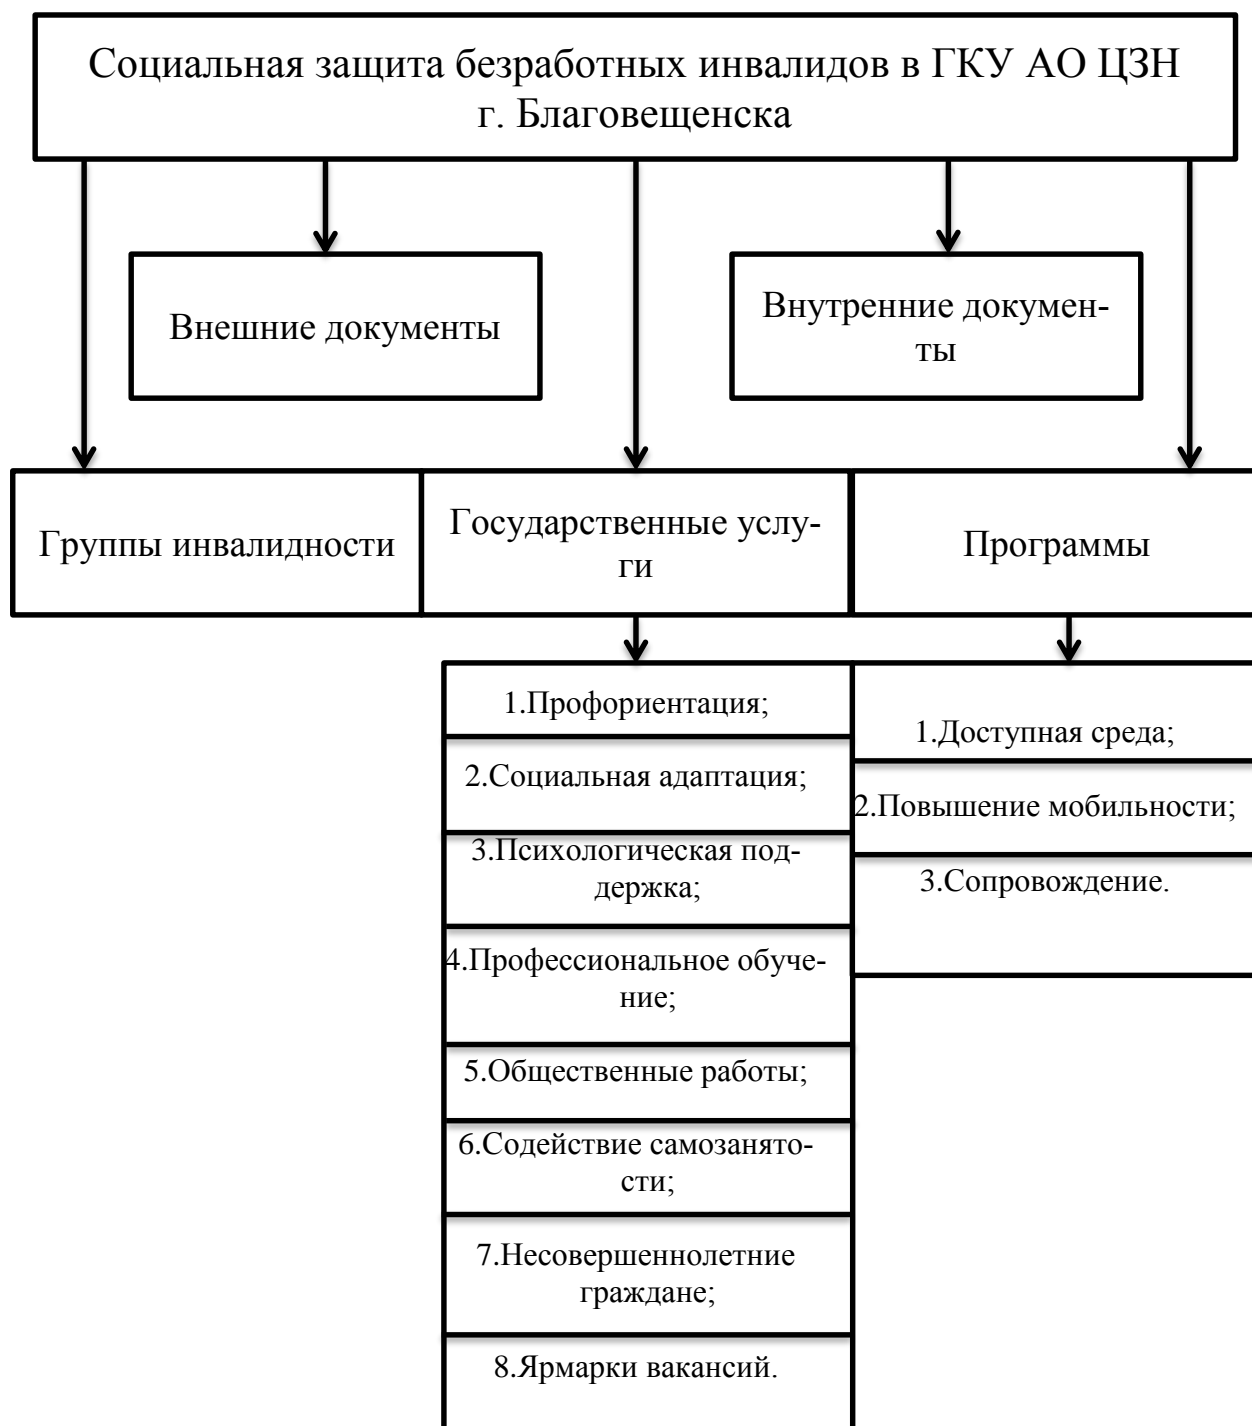 Социальная защита безработных инвалидов в ГКУ АО ЦЗН
г. Благовещенска
Внешние документы
Внутренние докумен-
ты
Группы инвалидности
Государственные услу-
ги
Программы
1.Профориентация;
2.Социальная адаптация;
3.Психологическая под-
держка;
4.Профессиональное обуче-
ние;
5.Общественные работы;
6.Содействие самозанято-
сти;
7.Несовершеннолетние
граждане;
8.Ярмарки вакансий.
1.Доступная среда;
2.Повышение мобильности;
3.Сопровождение.